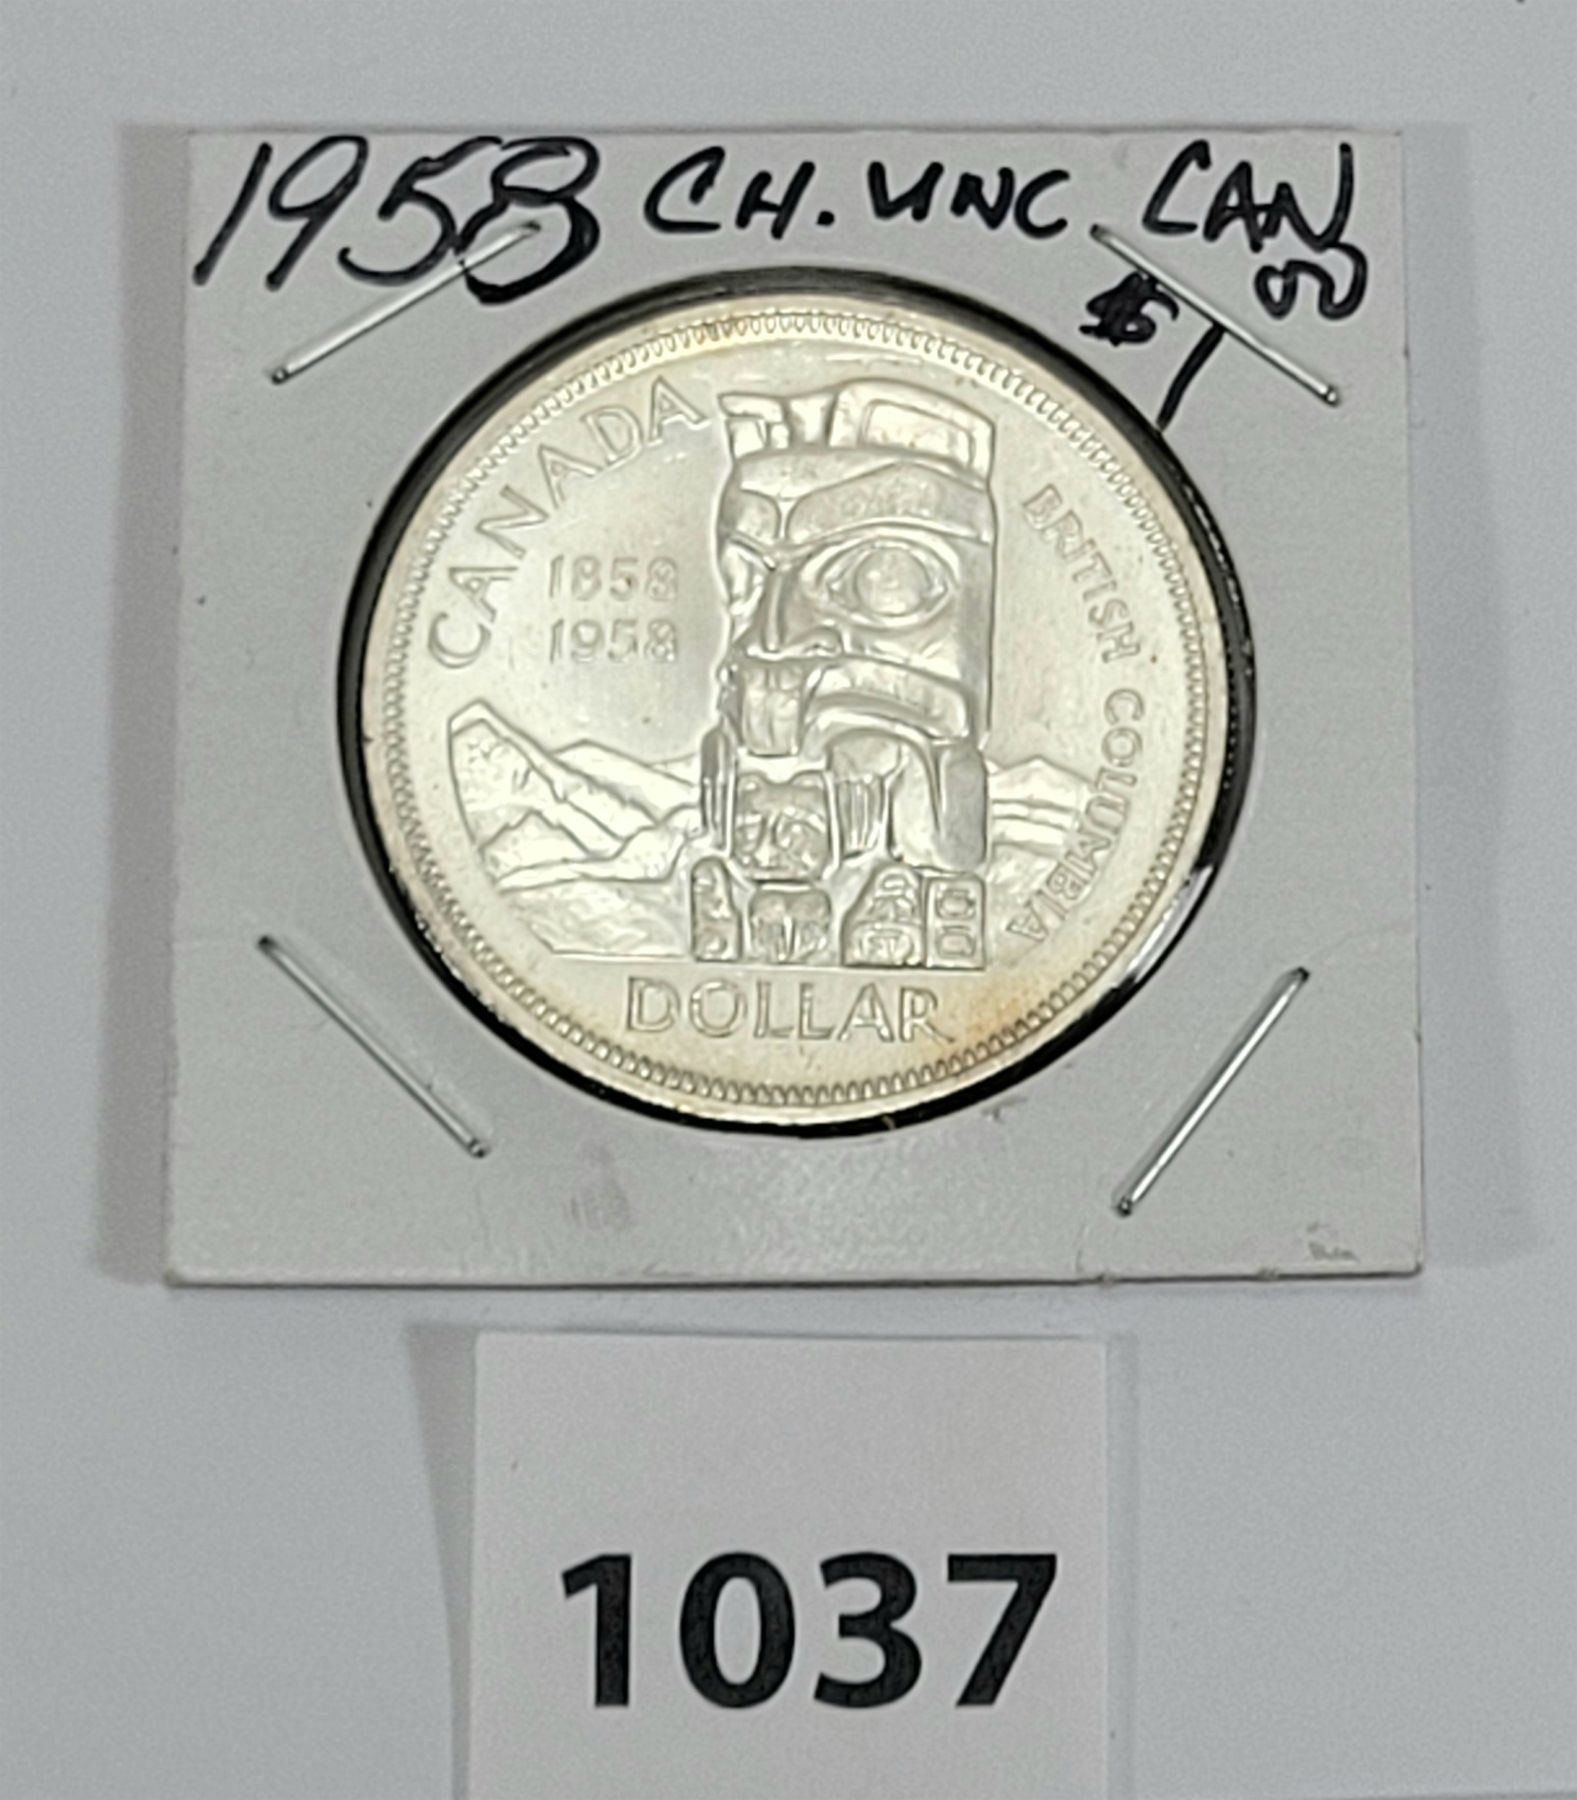 1958 CH. UNC. CAN
$1
CANADA
1858
1958
BRITISH COLUMBIA
DOLLAR
1037